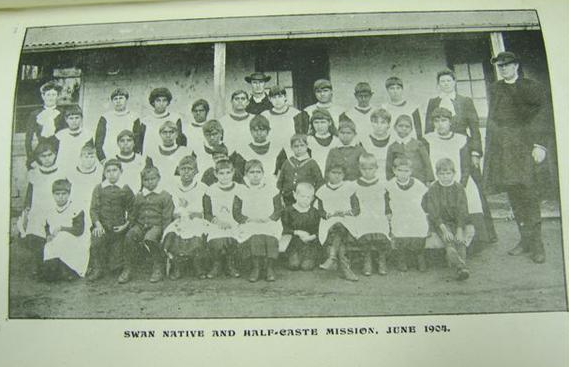 SWAN NATIVE AND HALF-CASTE MISSION, JUNE 1904.